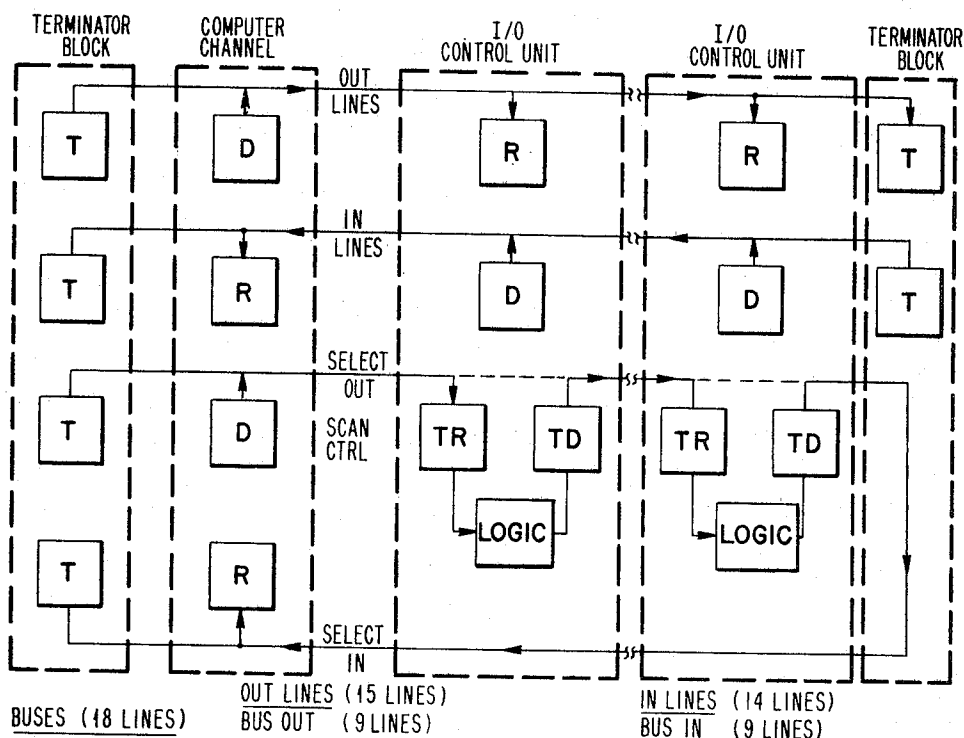 TERMINATOR
BLOCK
COMPUTER
CHANNEL
I/O
CONTROL UNIT
I/O
CONTROL UNIT
TERMINATOR
BLOCK
OUT
LINES
T
D
R
R
T
IN
LINES
T
R
D
D
T
SELECT
OUT
SCAN
CTRL
T
D
TR
TD
TR
TD
LOGIC
LOGIC
T
R
SELECT
IN
BUSES (18 LINES)
OUT LINES (15 LINES)
BUS OUT (9 LINES)
IN LINES (14 LINES)
BUS IN (9 LINES)